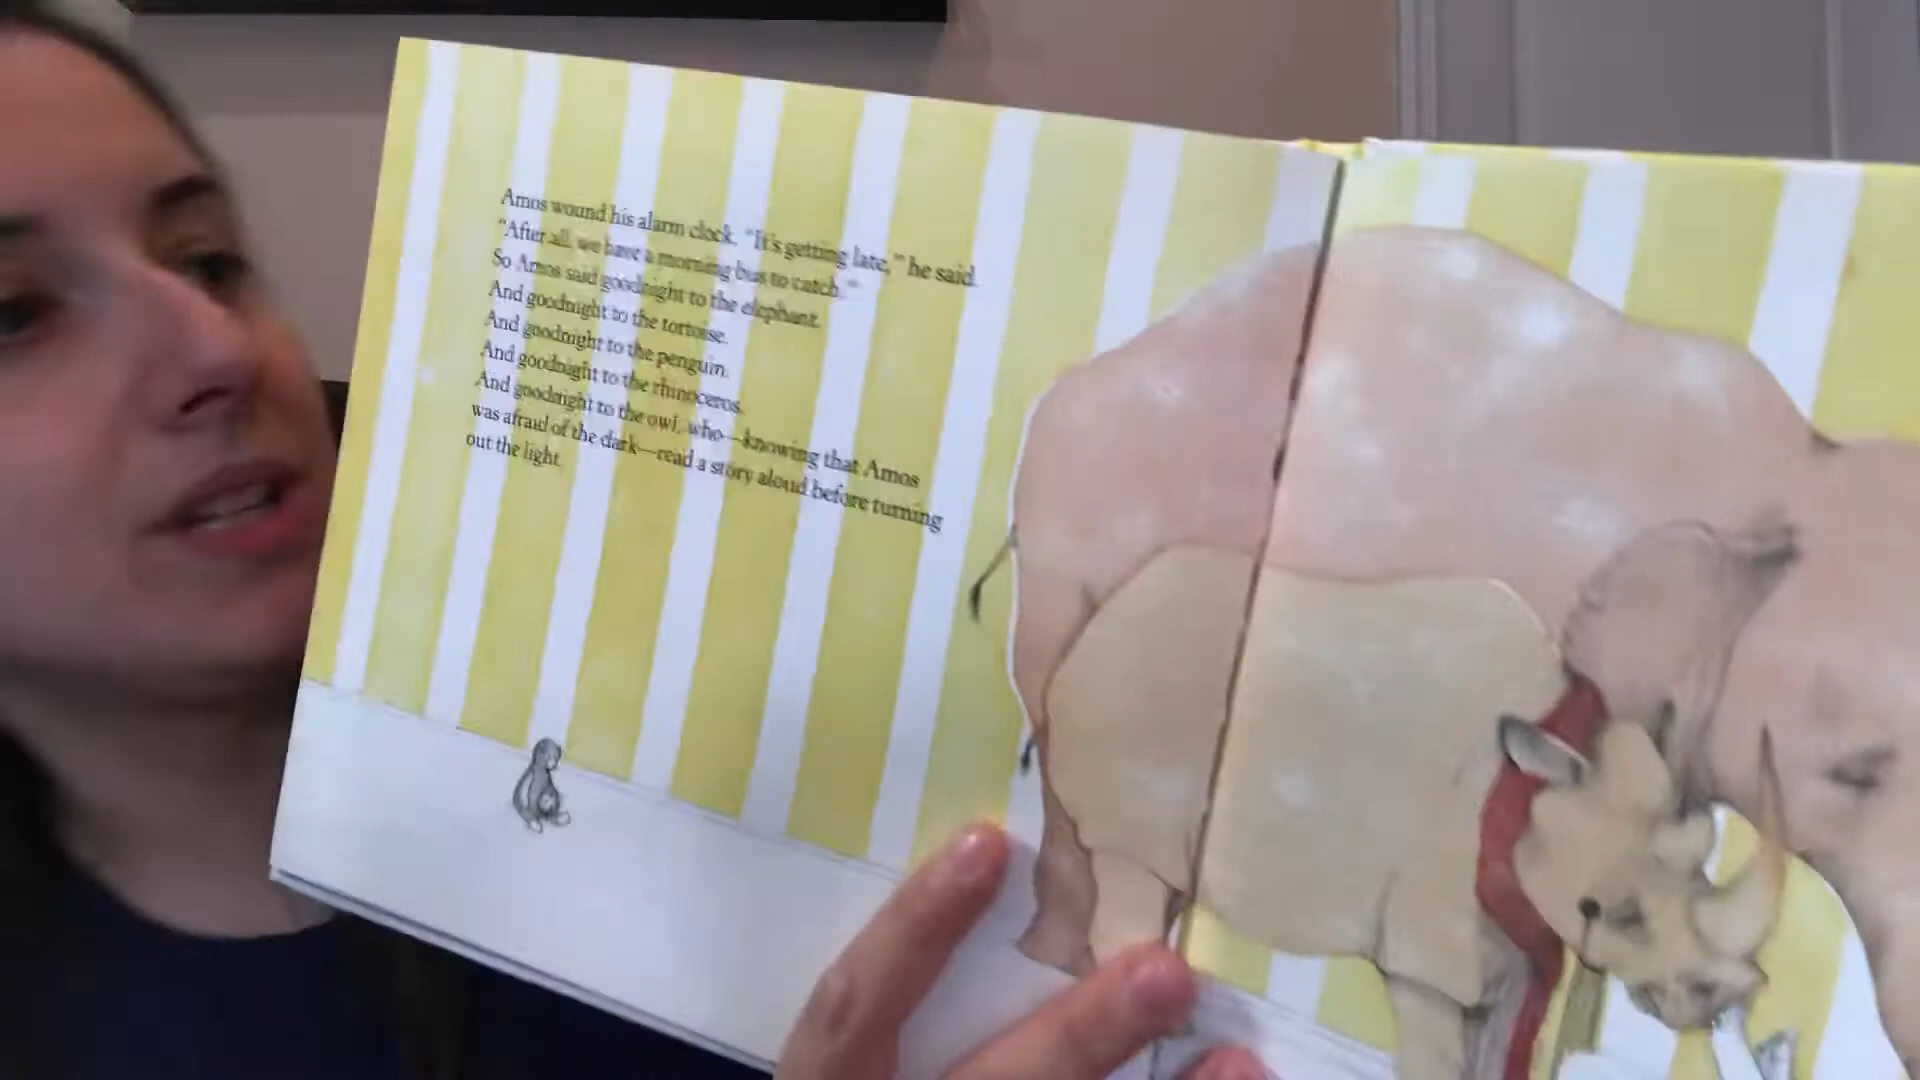 Amos wound his alarm clock. "It's getting late," he said.
"After all, we have a morning bus to catch."
So Amos said goodnight to the elephant.
And goodnight to the tortoise.
And goodnight to the penguin.
And goodnight to the rhinoceros.
And goodnight to the owl, who—knowing that Amos
was afraid of the dark—read a story aloud before turning
out the light.